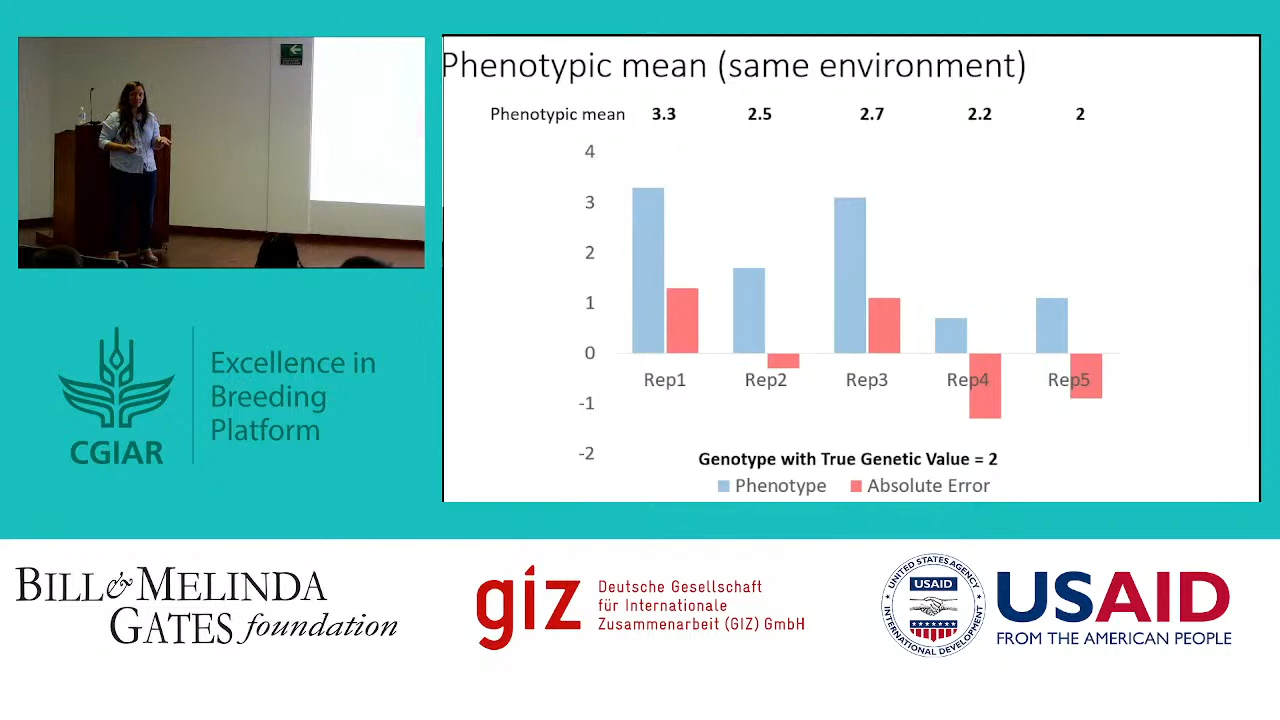 Phenotypic mean (same environment)
Phenotypic mean 3.3 2.5 2.7 2.2 2
4
3
2
1
0
-1
-2
Rep1 Rep2 Rep3 Rep4 Rep5
Genotype with True Genetic Value = 2
Phenotype Absolute Error
CGIAR
Excellence in
Breeding
Platform
BILL & MELINDA
GATES foundation
giz
Deutsche Gesellschaft
für Internationale
Zusammenarbeit (GIZ) GmbH
UNITED STATES AGENCY
USAID
INTERNATIONAL DEVELOPMENT
USAID
FROM THE AMERICAN PEOPLE